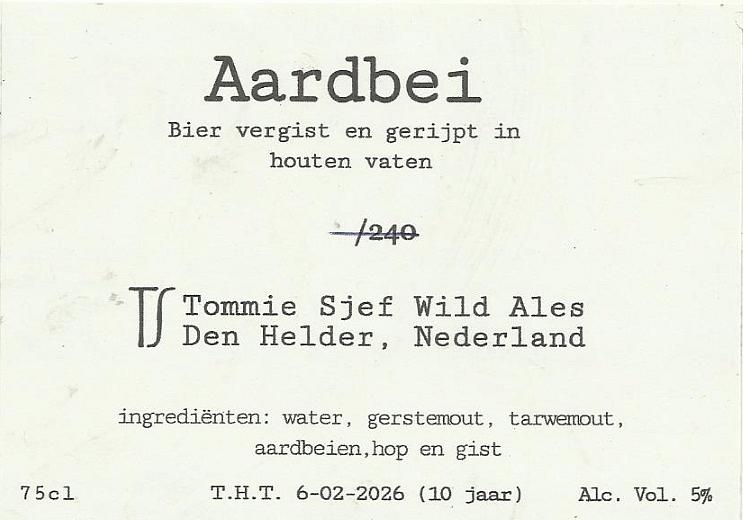 Aardbei
Bier vergist en gerijpt in
houten vaten
/240
TS
Tommie Sjef Wild Ales
Den Helder, Nederland
ingrediënten: water, gerstemout, tarwemout,
aardbeien,hop en gist
75cl T.H.T. 6-02-2026 (10 jaar) Alc. Vol. 5%